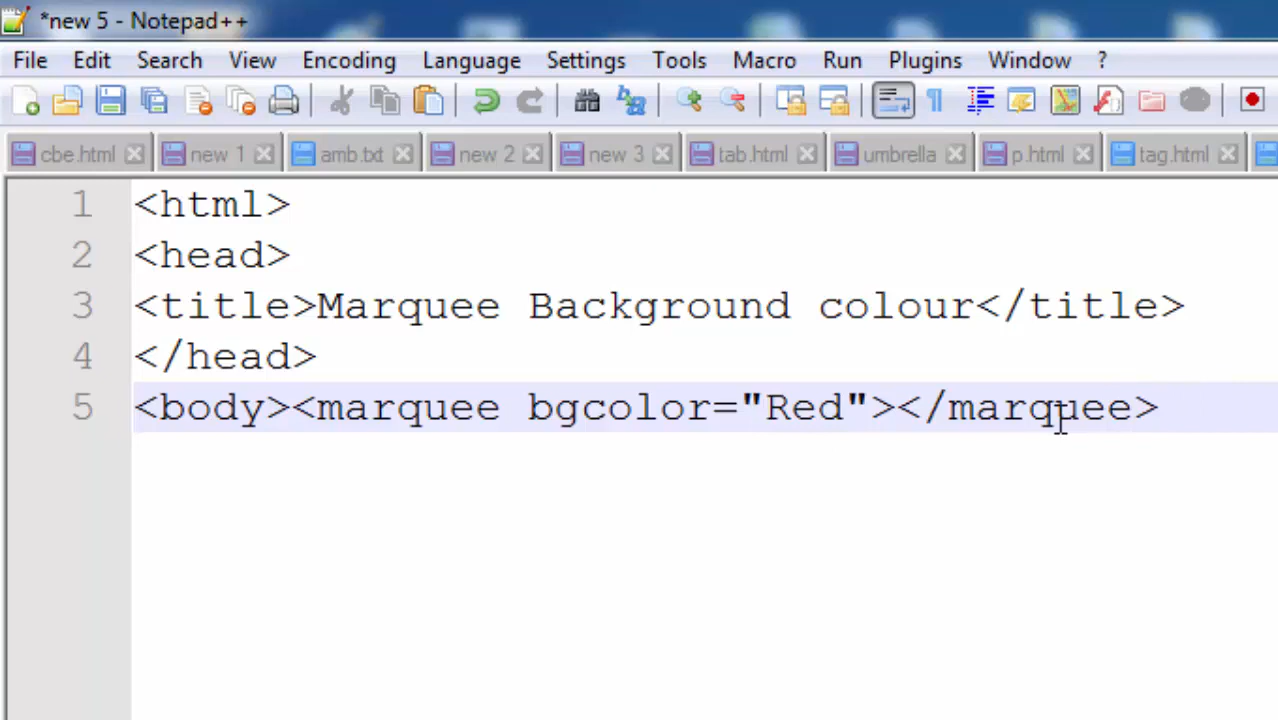 *new 5 - Notepad++
File Edit Search View Encoding Language Settings Tools Macro Run Plugins Window ?
cbe.html new 1 amb.txt new 2 new 3 tab.html umbrella p.html tag.html
1 <html>
2 <head>
3 <title>Marquee Background colour</title>
4 </head>
5 <body><marquee bgcolor="Red"></marquee>